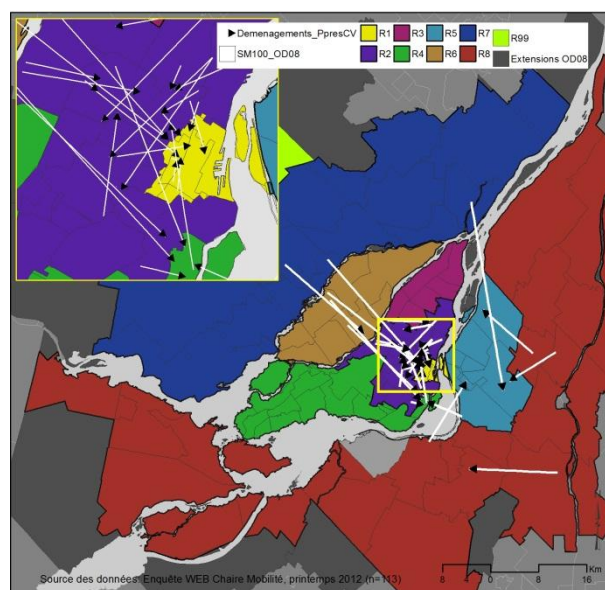 Demenagements_PpresCV R1 R3 R5 R7 R99
SM100_OD08 R2 R4 R6 R8 Extensions OD08
Km
8 4 0 8 16
Source des données: Enquête WEB Chaire Mobilité, printemps 2012 (n=113)